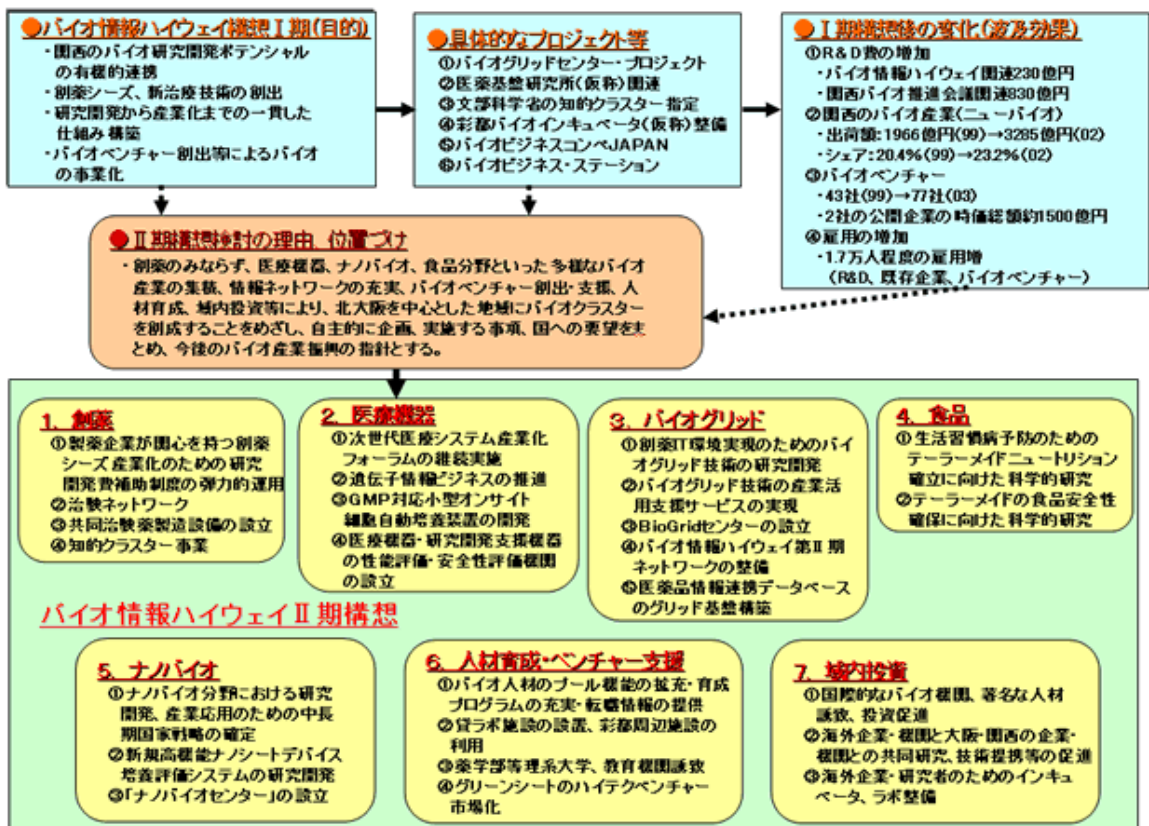 ●バイオ情報ハイウェイ構想Ⅰ期(目的)
・関西のバイオ研究開発ポテンシャル
の有機的連携
・創薬シーズ、新治療技術の創出
・研究開発から産業化までの一貫した
仕組み構築
・バイオベンチャー創出等によるバイオ
の事業化
●具体的なプロジェクト等
①バイオグリッドセンター・プロジェクト
②医薬基盤研究所(仮称)関連
③文部科学省の知的クラスター指定
④彩都バイオインキュベータ(仮称)整備
⑤バイオビジネスコンペJAPAN
⑥バイオビジネス・ステーション
●Ⅰ期構想後の変化(波及効果)
①R&D費の増加
・バイオ情報ハイウェイ関連230億円
・関西バイオ推進会議関連830億円
②関西のバイオ産業(ニューバイオ)
・出荷額:1966億円(99)→3285億円(02)
・シェア:20.4%(99)→23.2%(02)
③バイオベンチャー
・43社(99)→77社(03)
・2社の公開企業の時価総額約1500億円
④雇用の増加
・1.7万人程度の雇用増
(R&D、既存企業、バイオベンチャー)
●Ⅱ期構想検討の理由、位置づけ
・創薬のみならず、医療機器、ナノバイオ、食品分野といった多様なバイオ
産業の集積、情報ネットワークの充実、バイオベンチャー創出・支援、人
材育成、域内投資等により、北大阪を中心とした地域にバイオクラスター
を創成することをめざし、自主的に企画、実施する事項、国への要望をま
とめ、今後のバイオ産業振興の指針とする。
1. 創薬
①製薬企業が関心を持つ創薬
シーズ産業化のための研究
開発費補助制度の弾力的運用
②治験ネットワーク
③共同治験薬製造設備の設立
④知的クラスター事業
2. 医療機器
①次世代医療システム産業化
フォーラムの継続実施
②遺伝子情報ビジネスの推進
③GMP対応小型オンサイト
細胞自動培養装置の開発
④医療機器・研究開発支援機器
の性能評価・安全性評価機関
の設立
3. バイオグリッド
①創薬IT環境実現のためのバイ
オグリッド技術の研究開発
②バイオグリッド技術の産業活
用支援サービスの実現
③BioGridセンターの設立
④バイオ情報ハイウェイ第Ⅱ期
ネットワークの整備
⑤医薬品情報連携データベース
のグリッド基盤構築
4. 食品
①生活習慣病予防のための
テーラーメイドニュートリション
確立に向けた科学的研究
②テーラーメイドの食品安全性
確保に向けた科学的研究
バイオ情報ハイウェイⅡ期構想
5. ナノバイオ
①ナノバイオ分野における研究
開発、産業応用のための中長
期国家戦略の確定
②新規高機能ナノシートデバイス
培養評価システムの研究開発
③「ナノバイオセンター」の設立
6. 人材育成・ベンチャー支援
①バイオ人材のプール機能の拡充・育成
プログラムの充実・転職情報の提供
②貸ラボ施設の設置、彩都周辺施設の
利用
③薬学部等理系大学、教育機関誘致
④グリーンシートのハイテクベンチャー
市場化
7. 域内投資
①国際的なバイオ機関、著名な人材
誘致、投資促進
②海外企業・機関と大阪・関西の企業・
機関との共同研究、技術提携等の促進
③海外企業・研究者のためのインキュ
ベータ、ラボ整備